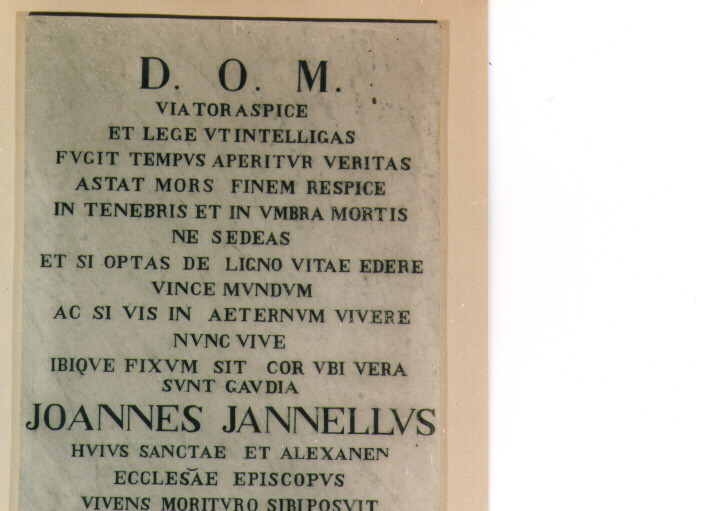 D. O. M.
VIATOR ASPICE
ET LEGE VT INTELLIGAS
FVGIT TEMPVS APERITVR VERITAS
ASTAT MORS FINEM RESPICE
IN TENEBRIS ET IN VMBRA MORTIS
NE SEDEAS
ET SI OPTAS DE LIGNO VITAE EDERE
VINCE MVNDVM
AC SI VIS IN AETERNVM VIVERE
NVNC VIVE
IBIQVE FIXVM SIT COR VBI VERA
SVNT GAVDIA
JOANNES JANNELLVS
HVIVS SANCTAE ET ALEXANEN
ECCLESÃE EPISCOPVS
VIVENS MORITVRO SIBI POSVIT